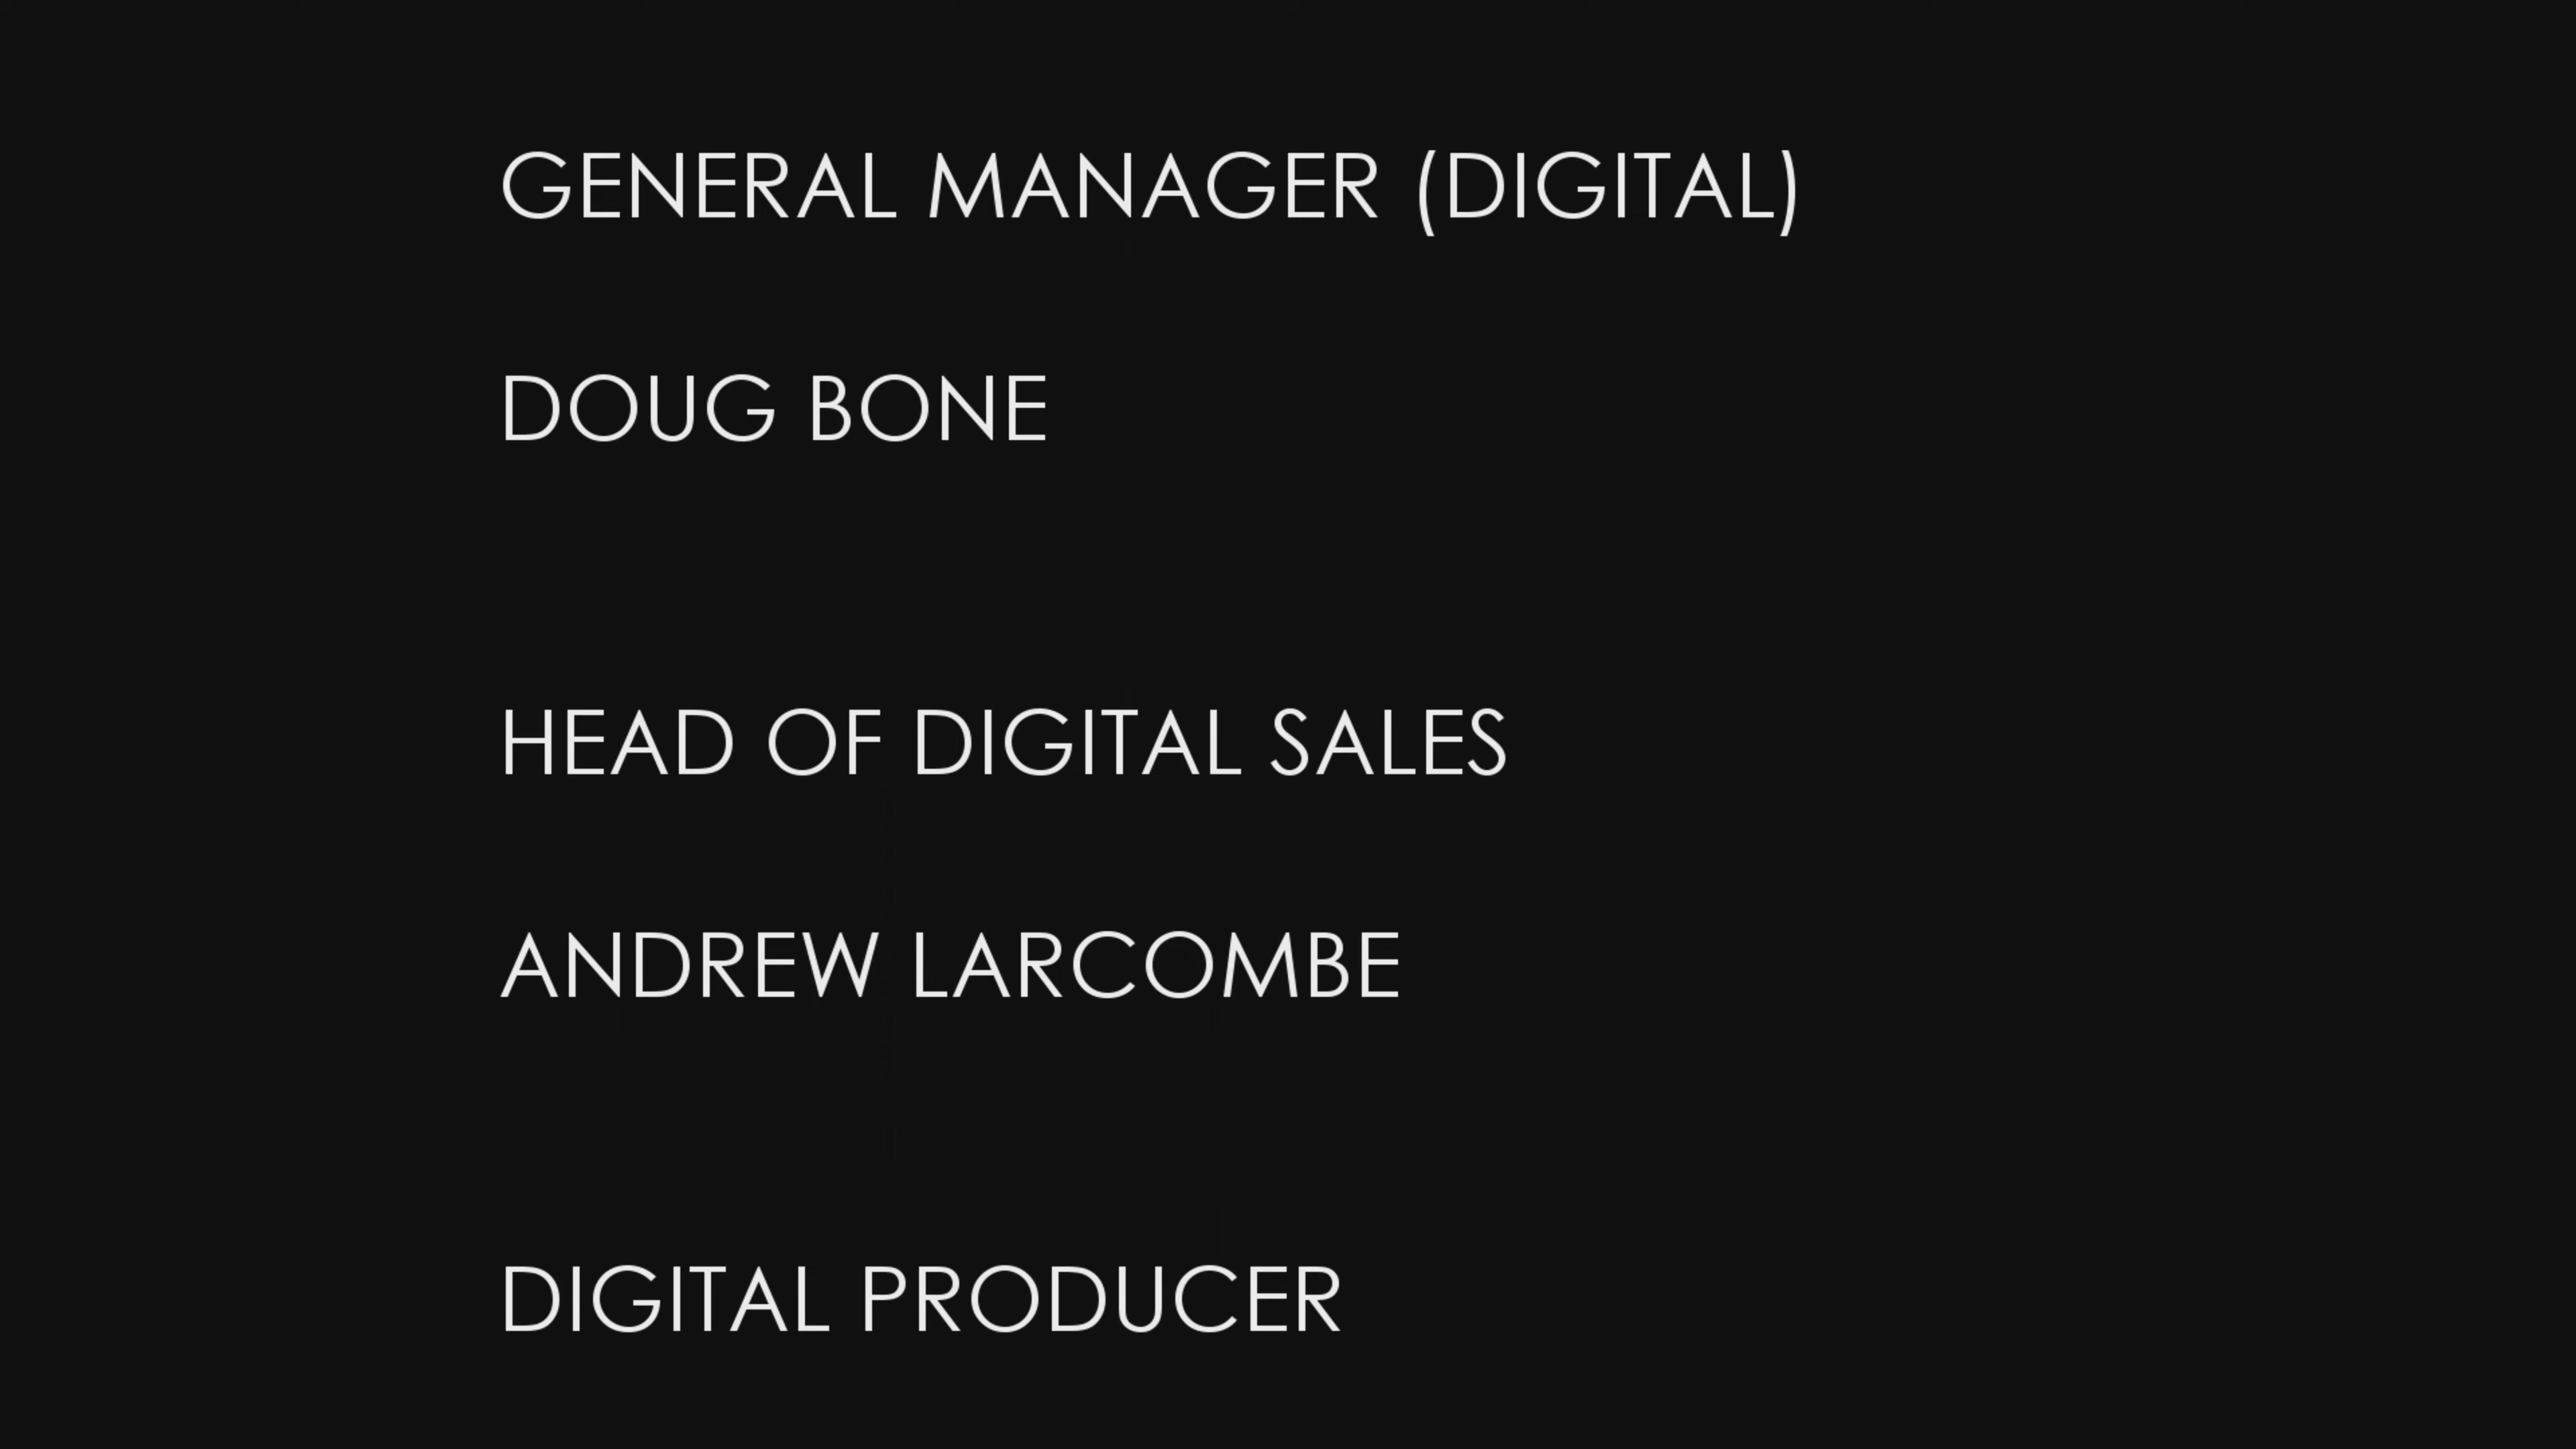 GENERAL MANAGER (DIGITAL)
DOUG BONE
HEAD OF DIGITAL SALES
ANDREW LARCOMBE
DIGITAL PRODUCER